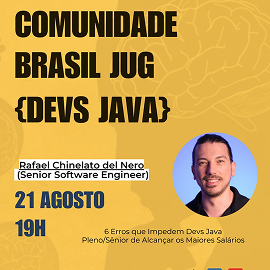 COMUNIDADE
BRASIL JUG
{DEVS JAVA}
Rafael Chinelato del Nero
(Senior Software Engineer)
21 AGOSTO
19H
6 Erros que Impedem Devs Java
Pleno/Sênior de Alcançar os Maiores Salários